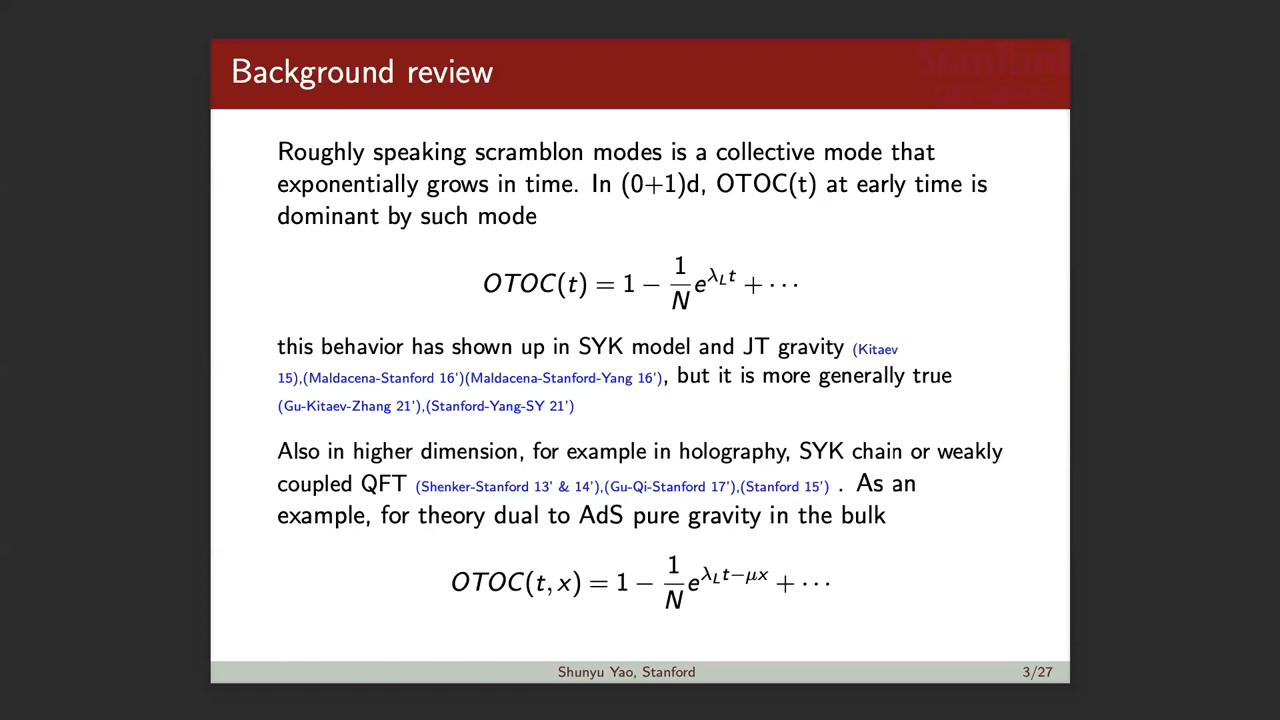 Background review
Roughly speaking scramblon modes is a collective mode that
exponentially grows in time. In (0+1)d, OTOC(t) at early time is
dominant by such mode
OTOC(t) = 1 − \frac{1}{N} e^{λ_L t} + ⋯
this behavior has shown up in SYK model and JT gravity (Kitaev
15),(Maldacena-Stanford 16')(Maldacena-Stanford-Yang 16'), but it is more generally true
(Gu-Kitaev-Zhang 21'),(Stanford-Yang-SY 21')
Also in higher dimension, for example in holography, SYK chain or weakly
coupled QFT (Shenker-Stanford 13' & 14'),(Gu-Qi-Stanford 17'),(Stanford 15') . As an
example, for theory dual to AdS pure gravity in the bulk
OTOC(t, x) = 1 − \frac{1}{N} e^{λ_L t−μx} + ⋯
Shunyu Yao, Stanford
3/27